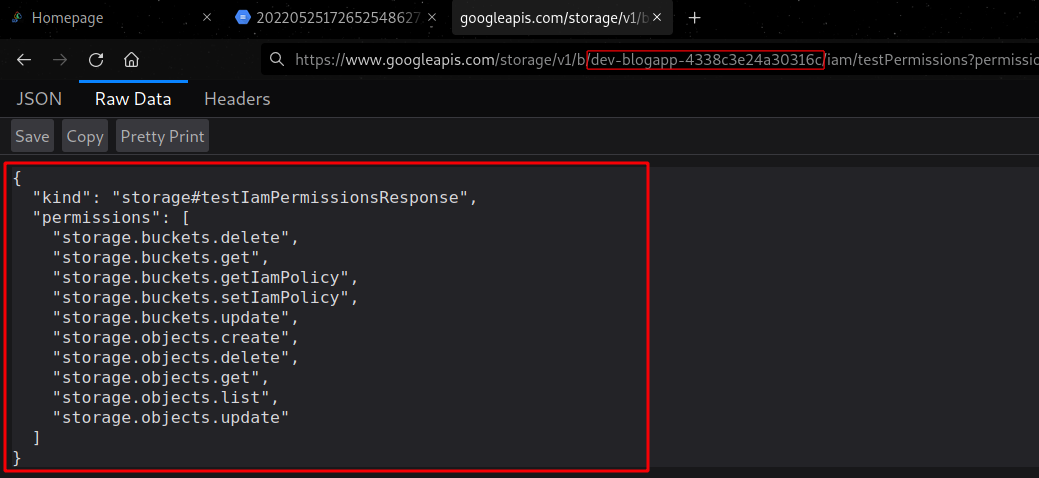 Homepage
20220525172652548627
googleapis.com/storage/v1/b
https://www.googleapis.com/storage/v1/b/dev-blogapp-4338c3e24a30316c/iam/testPermissions?permissio
JSON
Raw Data
Headers
Save
Copy
Pretty Print
{
"kind": "storage#testIamPermissionsResponse",
"permissions": [
"storage.buckets.delete",
"storage.buckets.get",
"storage.buckets.getIamPolicy",
"storage.buckets.setIamPolicy",
"storage.buckets.update",
"storage.objects.create",
"storage.objects.delete",
"storage.objects.get",
"storage.objects.list",
"storage.objects.update"
]
}